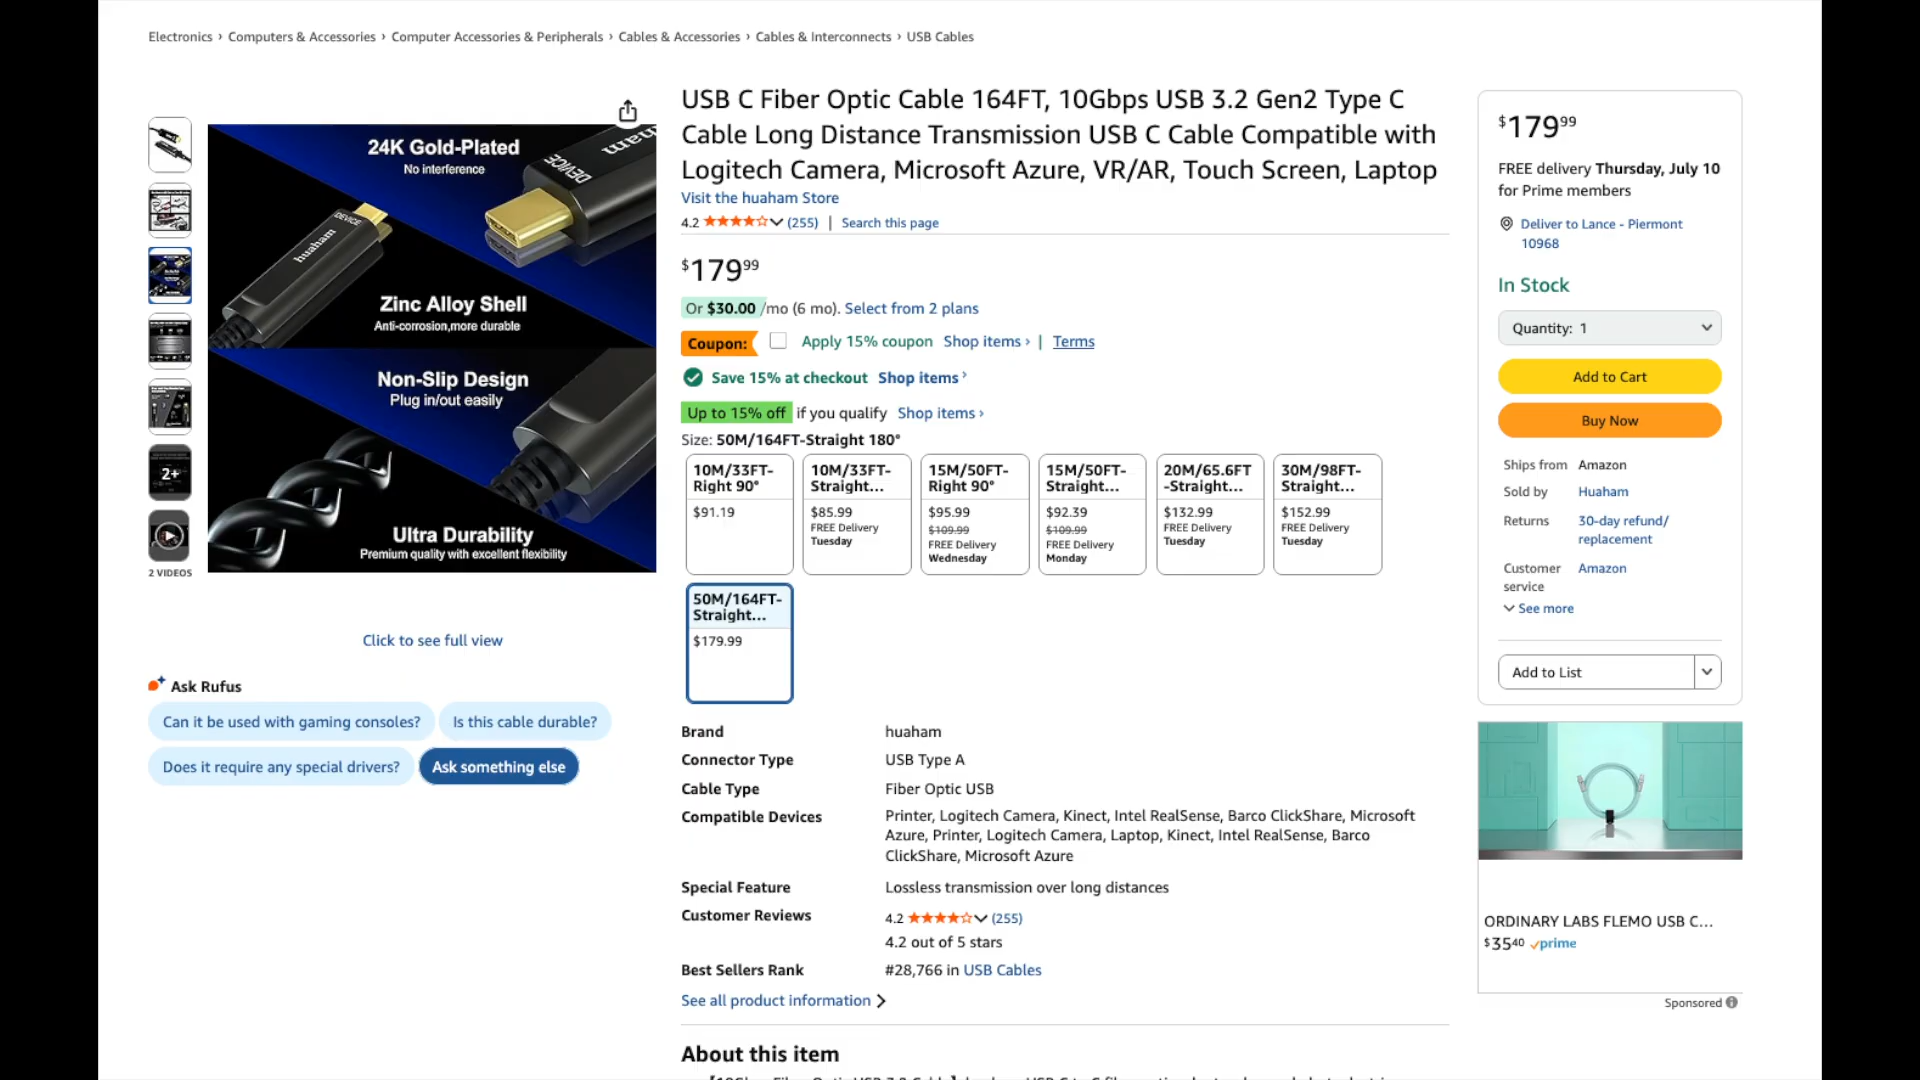 Electronics › Computers & Accessories › Computer Accessories & Peripherals › Cables & Accessories › Cables & Interconnects › USB Cables
24K Gold-Plated
No interference
DEVICE
huaham
DEVICE
huaham
Zinc Alloy Shell
Anti-corrosion,more durable
Non-Slip Design
Plug in/out easily
Ultra Durability
Premium quality with excellent flexibility
2+
2 VIDEOS
Click to see full view
Ask Rufus
Can it be used with gaming consoles?
Is this cable durable?
Does it require any special drivers?
Ask something else
USB C Fiber Optic Cable 164FT, 10Gbps USB 3.2 Gen2 Type C
Cable Long Distance Transmission USB C Cable Compatible with
Logitech Camera, Microsoft Azure, VR/AR, Touch Screen, Laptop
Visit the huaham Store
4.2 (255) | Search this page
$179 99
Or $30.00 /mo (6 mo). Select from 2 plans
Coupon: Apply 15% coupon Shop items › | Terms
Save 15% at checkout Shop items ›
Up to 15% off if you qualify Shop items ›
Size: 50M/164FT-Straight 180°
10M/33FT-
Right 90°
$91.19
10M/33FT-
Straight...
$85.99
FREE Delivery
Tuesday
15M/50FT-
Right 90°
$95.99
$109.99
FREE Delivery
Wednesday
15M/50FT-
Straight...
$92.39
$109.99
FREE Delivery
Monday
20M/65.6FT
-Straight...
$132.99
FREE Delivery
Tuesday
30M/98FT-
Straight...
$152.99
FREE Delivery
Tuesday
50M/164FT-
Straight...
$179.99
Brand huaham
Connector Type USB Type A
Cable Type Fiber Optic USB
Compatible Devices Printer, Logitech Camera, Kinect, Intel RealSense, Barco ClickShare, Microsoft
Azure, Printer, Logitech Camera, Laptop, Kinect, Intel RealSense, Barco
ClickShare, Microsoft Azure
Special Feature Lossless transmission over long distances
Customer Reviews 4.2 (255)
4.2 out of 5 stars
Best Sellers Rank #28,766 in USB Cables
See all product information
About this item
$179 99
FREE delivery Thursday, July 10
for Prime members
Deliver to Lance - Piermont
10968
In Stock
Quantity: 1
Add to Cart
Buy Now
Ships from Amazon
Sold by Huaham
Returns 30-day refund/
replacement
Customer Amazon
service
See more
Add to List
ORDINARY LABS FLEMO USB C...
$35 40 prime
Sponsored